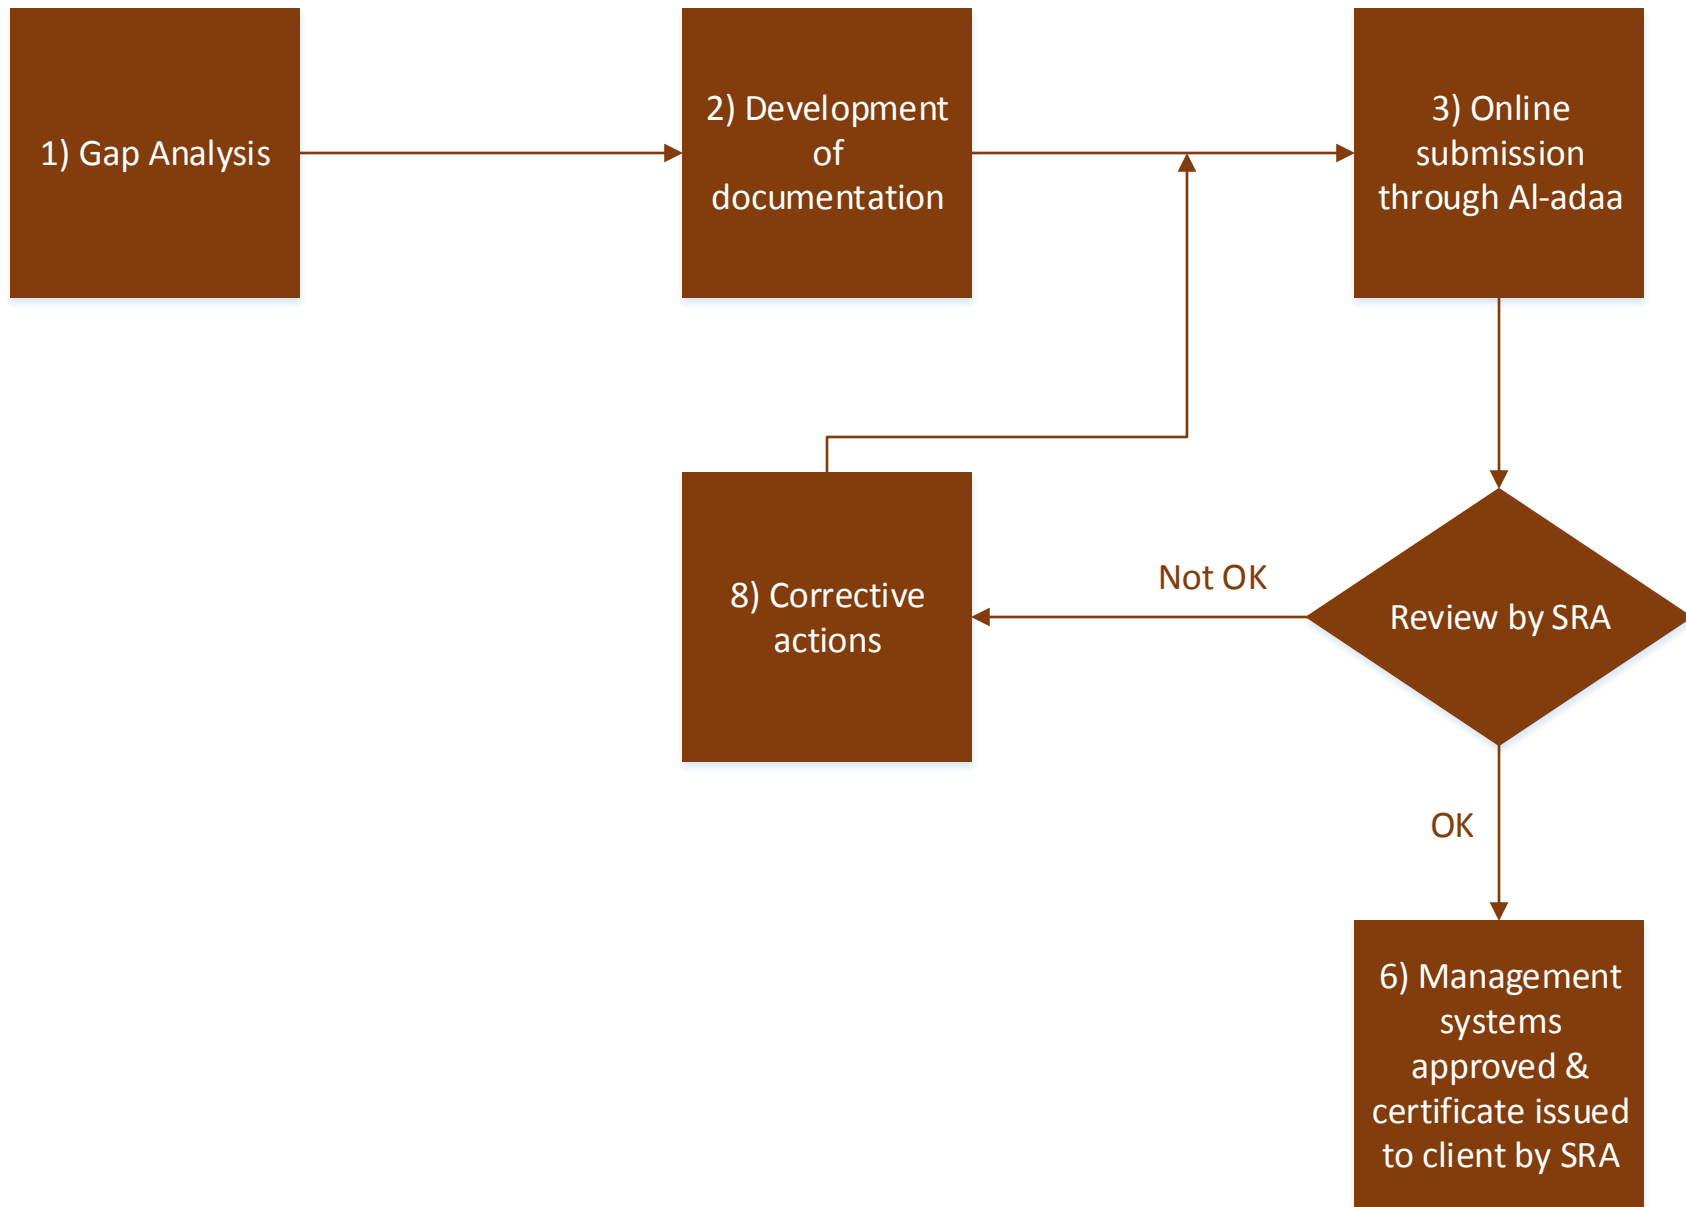 1) Gap Analysis
2) Development
of
documentation
3) Online
submission
through Al-adaa
8) Corrective
actions
Not OK
Review by SRA
OK
6) Management
systems
approved &
certificate issued
to client by SRA